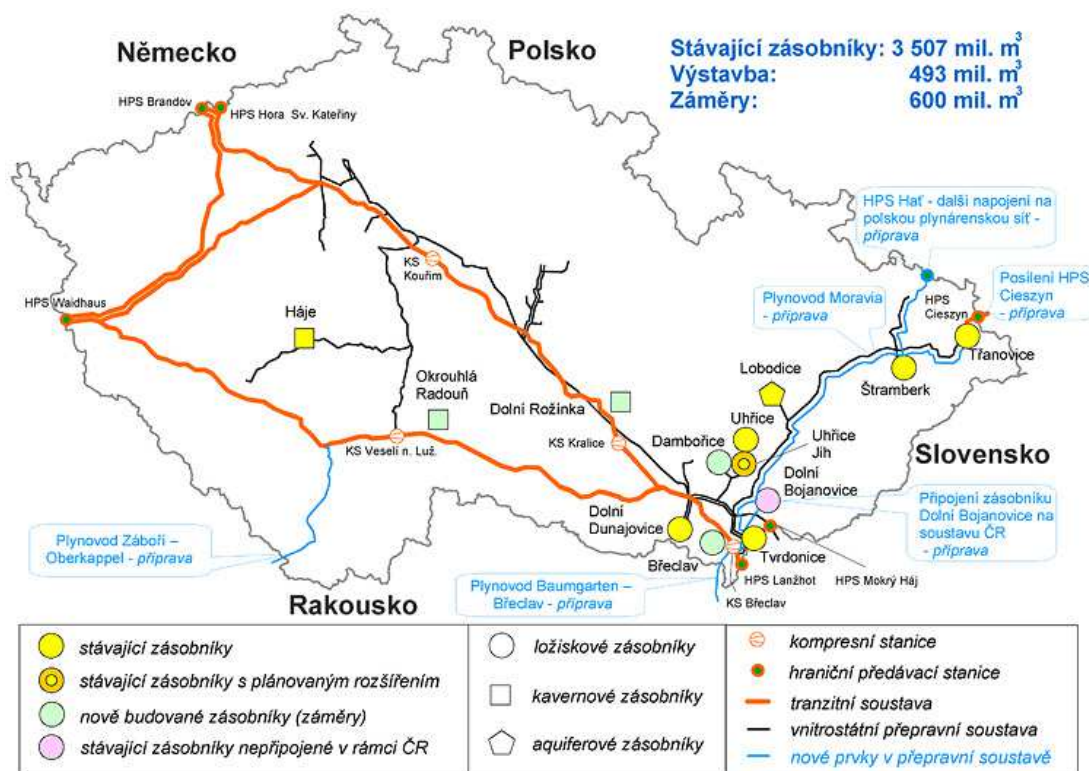 Německo
Polsko
Stávající zásobníky: 3 507 mil. m³
Výstavba: 493 mil. m³
Záměry: 600 mil. m³
HPS Brandov
HPS Hora Sv. Kateřiny
HPS Hať - další napojení na
polskou plynárenskou síť -
příprava
KS
Kouřim
HPS Waidhaus
Háje
Plynovod Moravia
- příprava
HPS
Cieszyn
Posílení HPS
Cieszyn
- příprava
Třanovice
Štramberk
Okrouhlá
Radouň
Dolní Rožínka
Lobodice
Uhřice
Dambořice
Uhřice
Jih
KS Veselí n. Luž.
KS Kralice
Slovensko
Dolní
Bojanovice
Dolní
Dunajovice
Připojení zásobníku
Dolní Bojanovice na
soustavu ČR
- příprava
Plynovod Záboří –
Oberkappel - příprava
Břeclav
Tvrdonice
HPS Lanžhot
HPS Mokrý Háj
Plynovod Baumgarten –
Břeclav - příprava
KS Břeclav
Rakousko
stávající zásobníky
stávající zásobníky s plánovaným rozšířením
nově budované zásobníky (záměry)
stávající zásobníky nepřipojené v rámci ČR
ložiskové zásobníky
kavernové zásobníky
aquiferové zásobníky
kompresní stanice
hraniční předávací stanice
tranzitní soustava
vnitrostátní přepravní soustava
nové prvky v přepravní soustavě